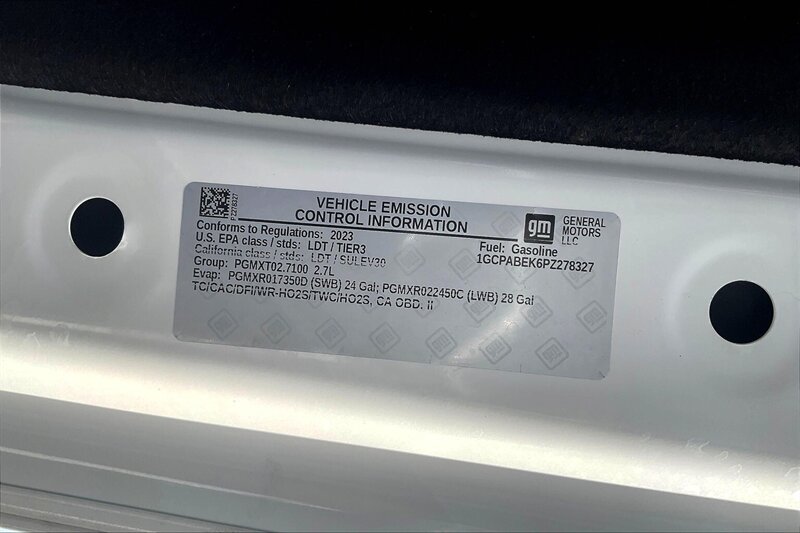 PZ278327
VEHICLE EMISSION
CONTROL INFORMATION
gm
GENERAL
MOTORS
LLC
Conforms to Regulations: 2023
Fuel: Gasoline
U.S. EPA class / stds: LDT / TIER3
1GCPABEK6PZ278327
California class / stds: LDT / SULEV30
Group: PGMXT02.7100 2.7L
Evap: PGMXR017350D (SWB) 24 Gal; PGMXR022450C (LWB) 28 Gal
TC/CAC/DFI/WR-HO2S/TWC/HO2S, CA OBD. II